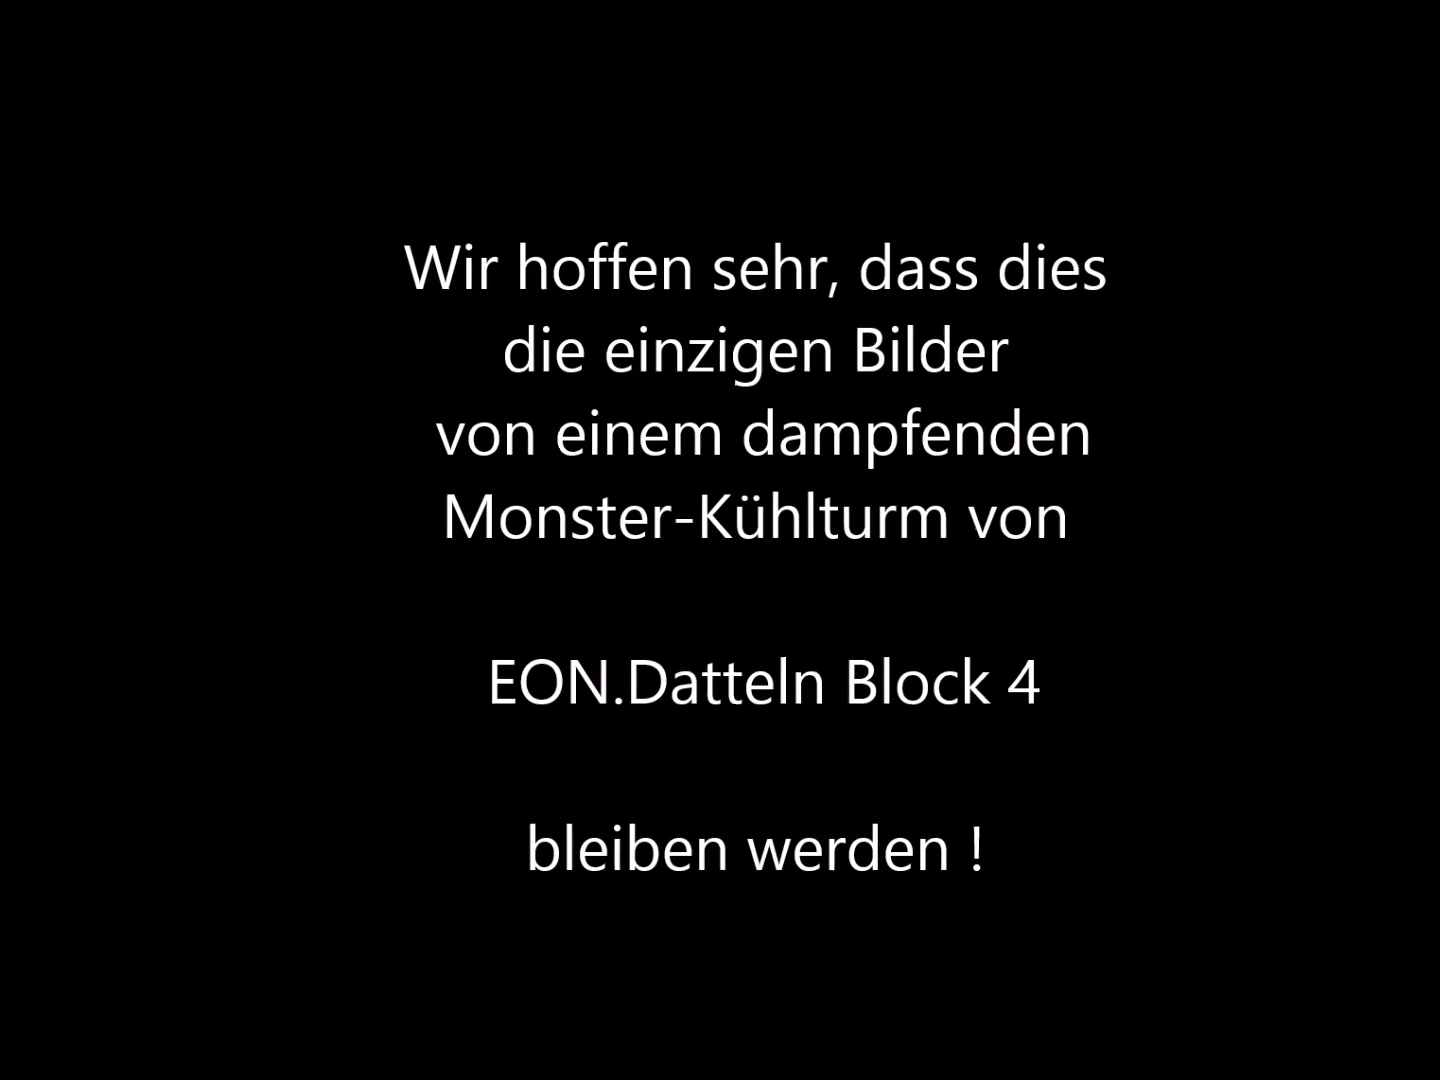 Wir hoffen sehr, dass dies
die einzigen Bilder
von einem dampfenden
Monster-Kühlturm von
EON.Datteln Block 4
bleiben werden !